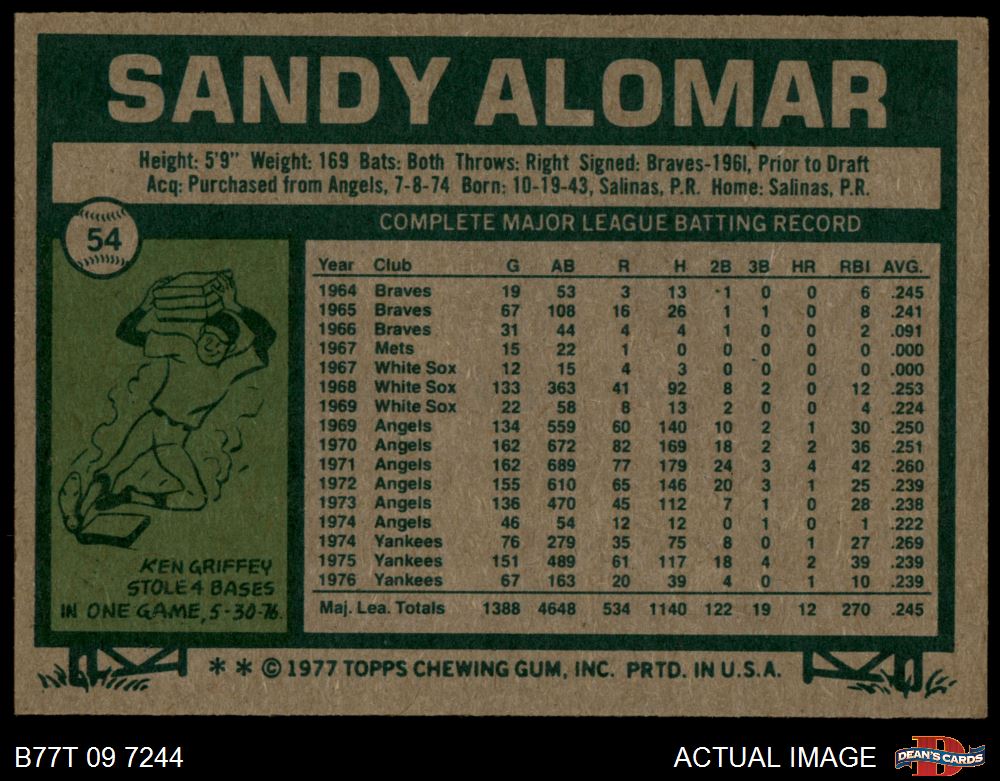 SANDY ALOMAR
Height: 5'9" Weight: 169 Bats: Both Throws: Right Signed: Braves-1961, Prior to Draft
Acq: Purchased from Angels, 7-8-74 Born: 10-19-43, Salinas, P.R. Home: Salinas, P.R.
54
COMPLETE MAJOR LEAGUE BATTING RECORD
Year Club G AB R H 2B 3B HR RBI AVG.
1964 Braves 19 53 3 13 1 0 0 6 .245
1965 Braves 67 108 16 26 1 1 0 8 .241
1966 Braves 31 44 4 4 1 0 0 2 .091
1967 Mets 15 22 1 0 0 0 0 0 .000
1967 White Sox 12 15 4 3 0 0 0 0 .000
1968 White Sox 133 363 41 92 8 2 0 12 .253
1969 White Sox 22 58 8 13 2 0 0 4 .224
1969 Angels 134 559 60 140 10 2 1 30 .250
1970 Angels 162 672 82 169 18 2 2 36 .251
1971 Angels 162 689 77 179 24 3 4 42 .260
1972 Angels 155 610 65 146 20 3 1 25 .239
1973 Angels 136 470 45 112 7 1 0 28 .238
1974 Angels 46 54 12 12 0 1 0 1 .222
1974 Yankees 76 279 35 75 8 0 1 27 .269
1975 Yankees 151 489 61 117 18 4 2 39 .239
1976 Yankees 67 163 20 39 4 0 1 10 .239
Maj. Lea. Totals 1388 4648 534 1140 122 19 12 270 .245
KEN GRIFFEY
STOLE 4 BASES
IN ONE GAME, 5-30-76.
* * © 1977 TOPPS CHEWING GUM, INC. PRTD. IN U.S.A.
B77T 09 7244
ACTUAL IMAGE
D
DEAN'S CARDS